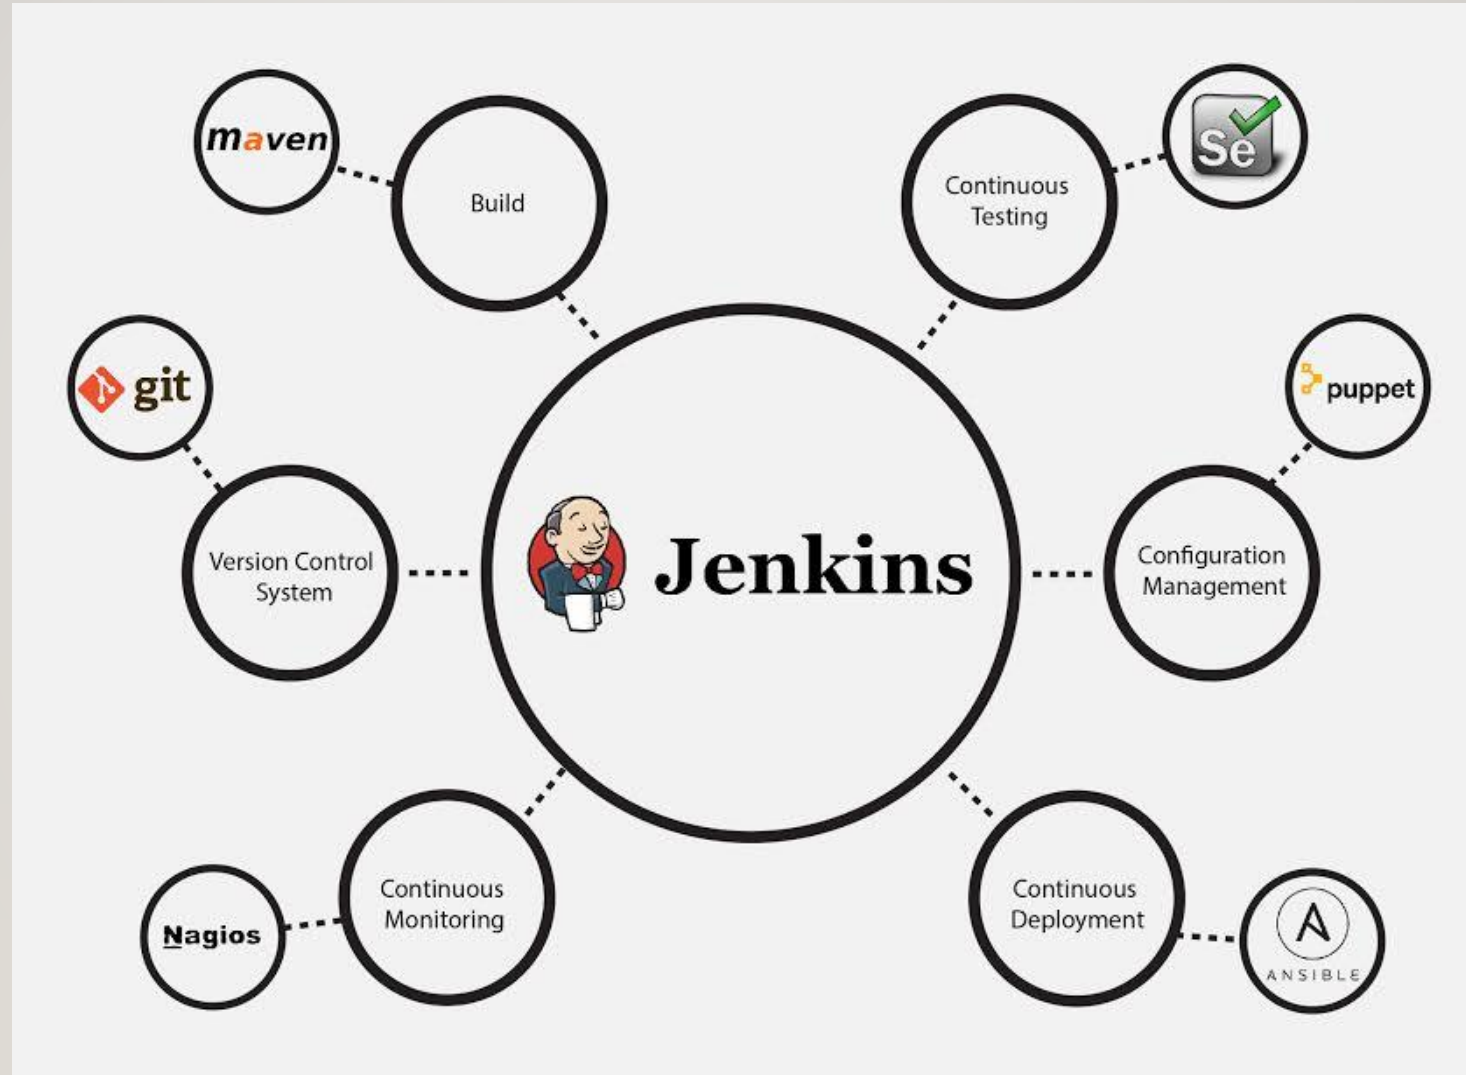 maven
Build
Continuous
Testing
Se
git
puppet
Version Control
System
Jenkins
Configuration
Management
Continuous
Monitoring
Nagios
Continuous
Deployment
A
ANSIBLE